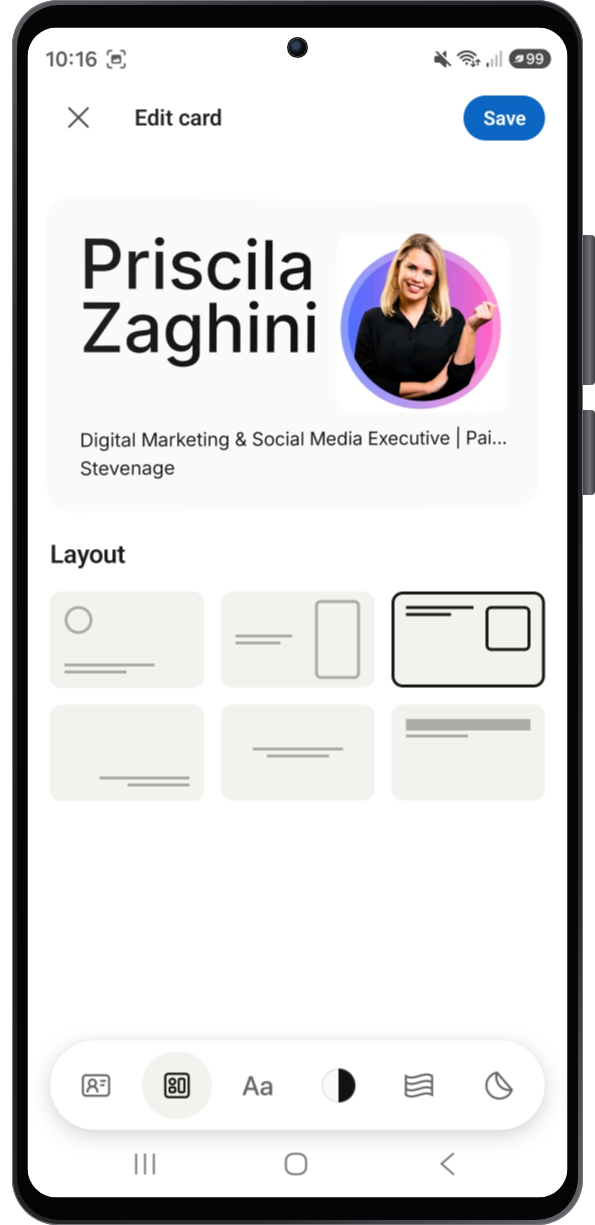 10:16
99
Edit card
Save
Priscila
Zaghini
Digital Marketing & Social Media Executive | Pai...
Stevenage
Layout
Aa